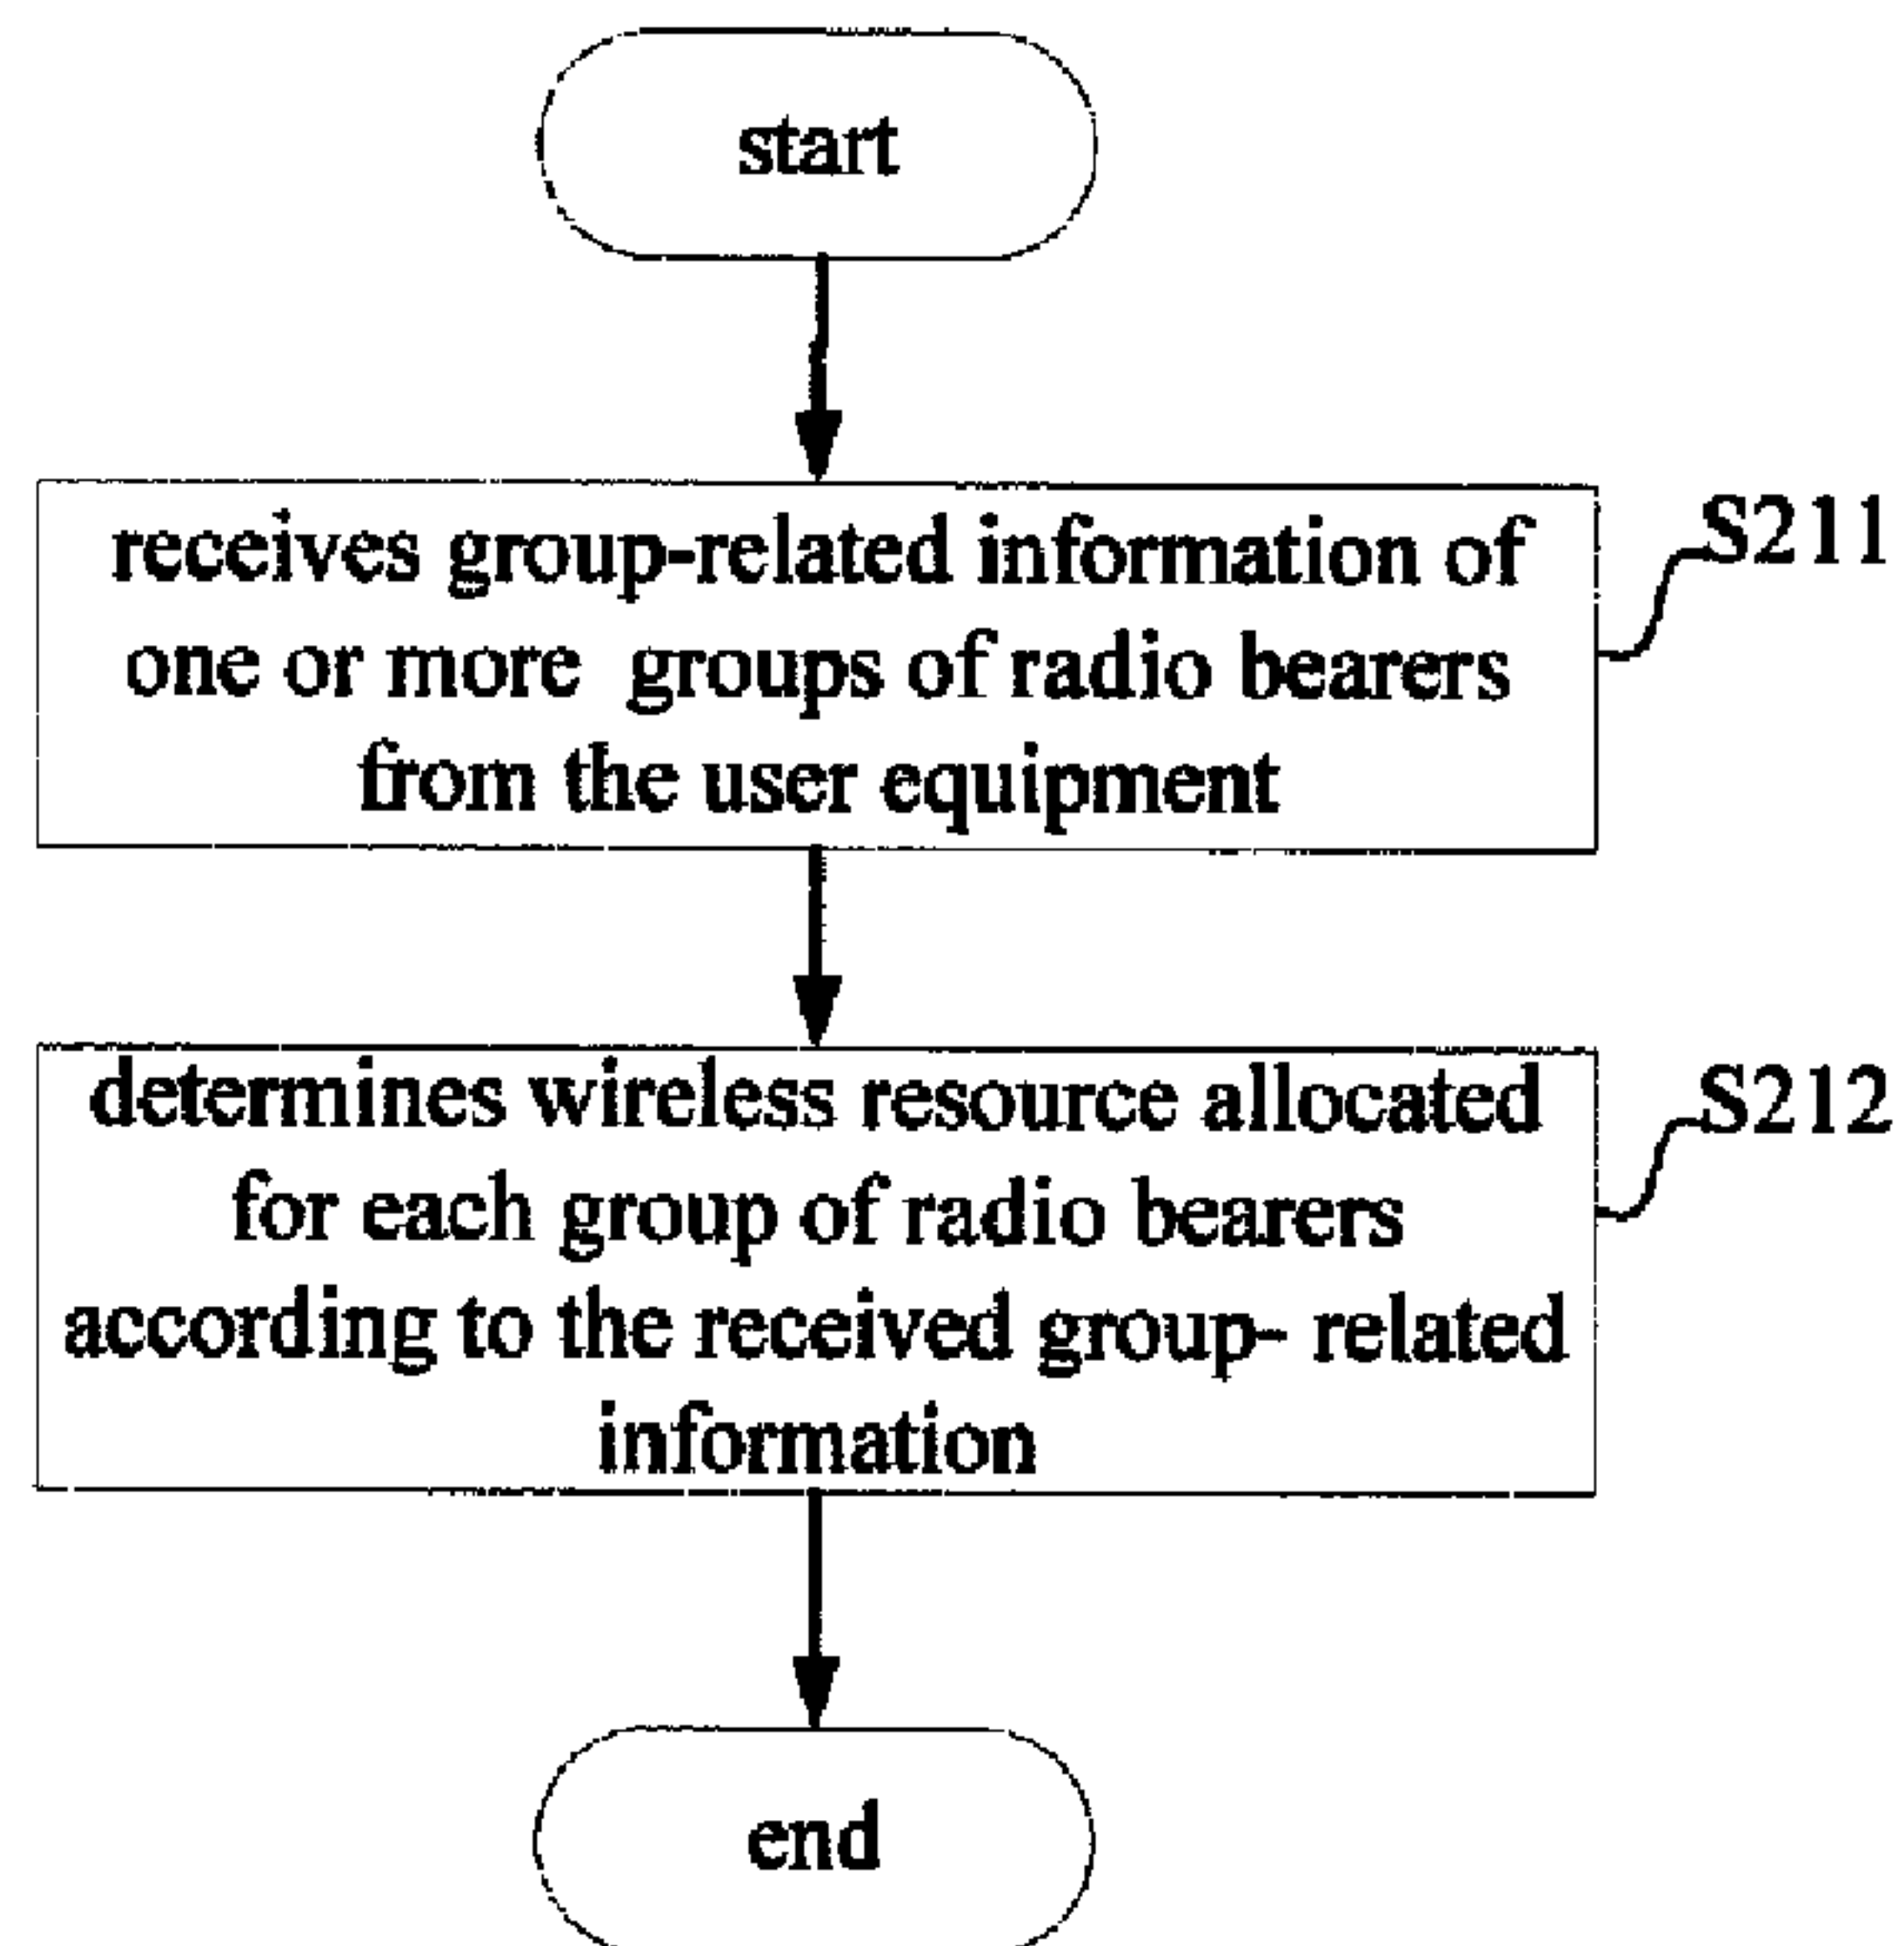 start
receives group-related information of
one or more groups of radio bearers
from the user equipment
S211
determines wireless resource allocated
for each group of radio bearers
according to the received group- related
information
S212
end